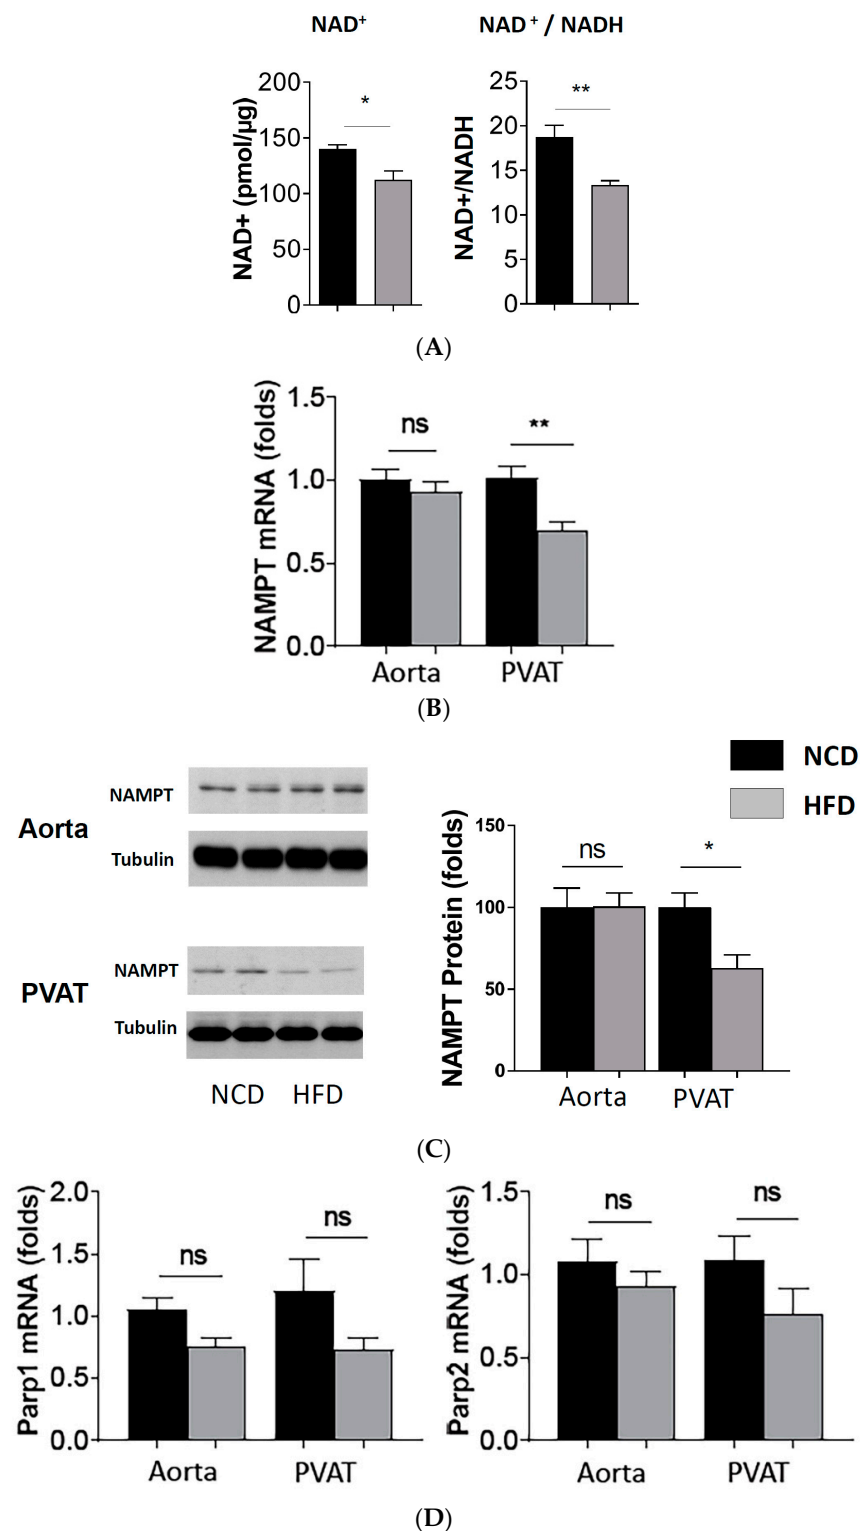 NAD+
NAD + / NADH
NAD+ (pmol/µg)
200
150
100
50
0
*
NAD+/NADH
25
20
15
10
5
0
**
(A)
NAMPT mRNA (folds)
1.5
1.0
0.5
0.0
ns
**
Aorta
PVAT
(B)
NCD
HFD
Aorta
NAMPT
Tubulin
PVAT
NAMPT
Tubulin
NCD
HFD
NAMPT Protein (folds)
150
100
50
0
ns
*
Aorta
PVAT
(C)
Parp1 mRNA (folds)
2.0
1.5
1.0
0.5
0.0
ns
ns
Aorta
PVAT
Parp2 mRNA (folds)
1.5
1.0
0.5
0.0
ns
ns
Aorta
PVAT
(D)